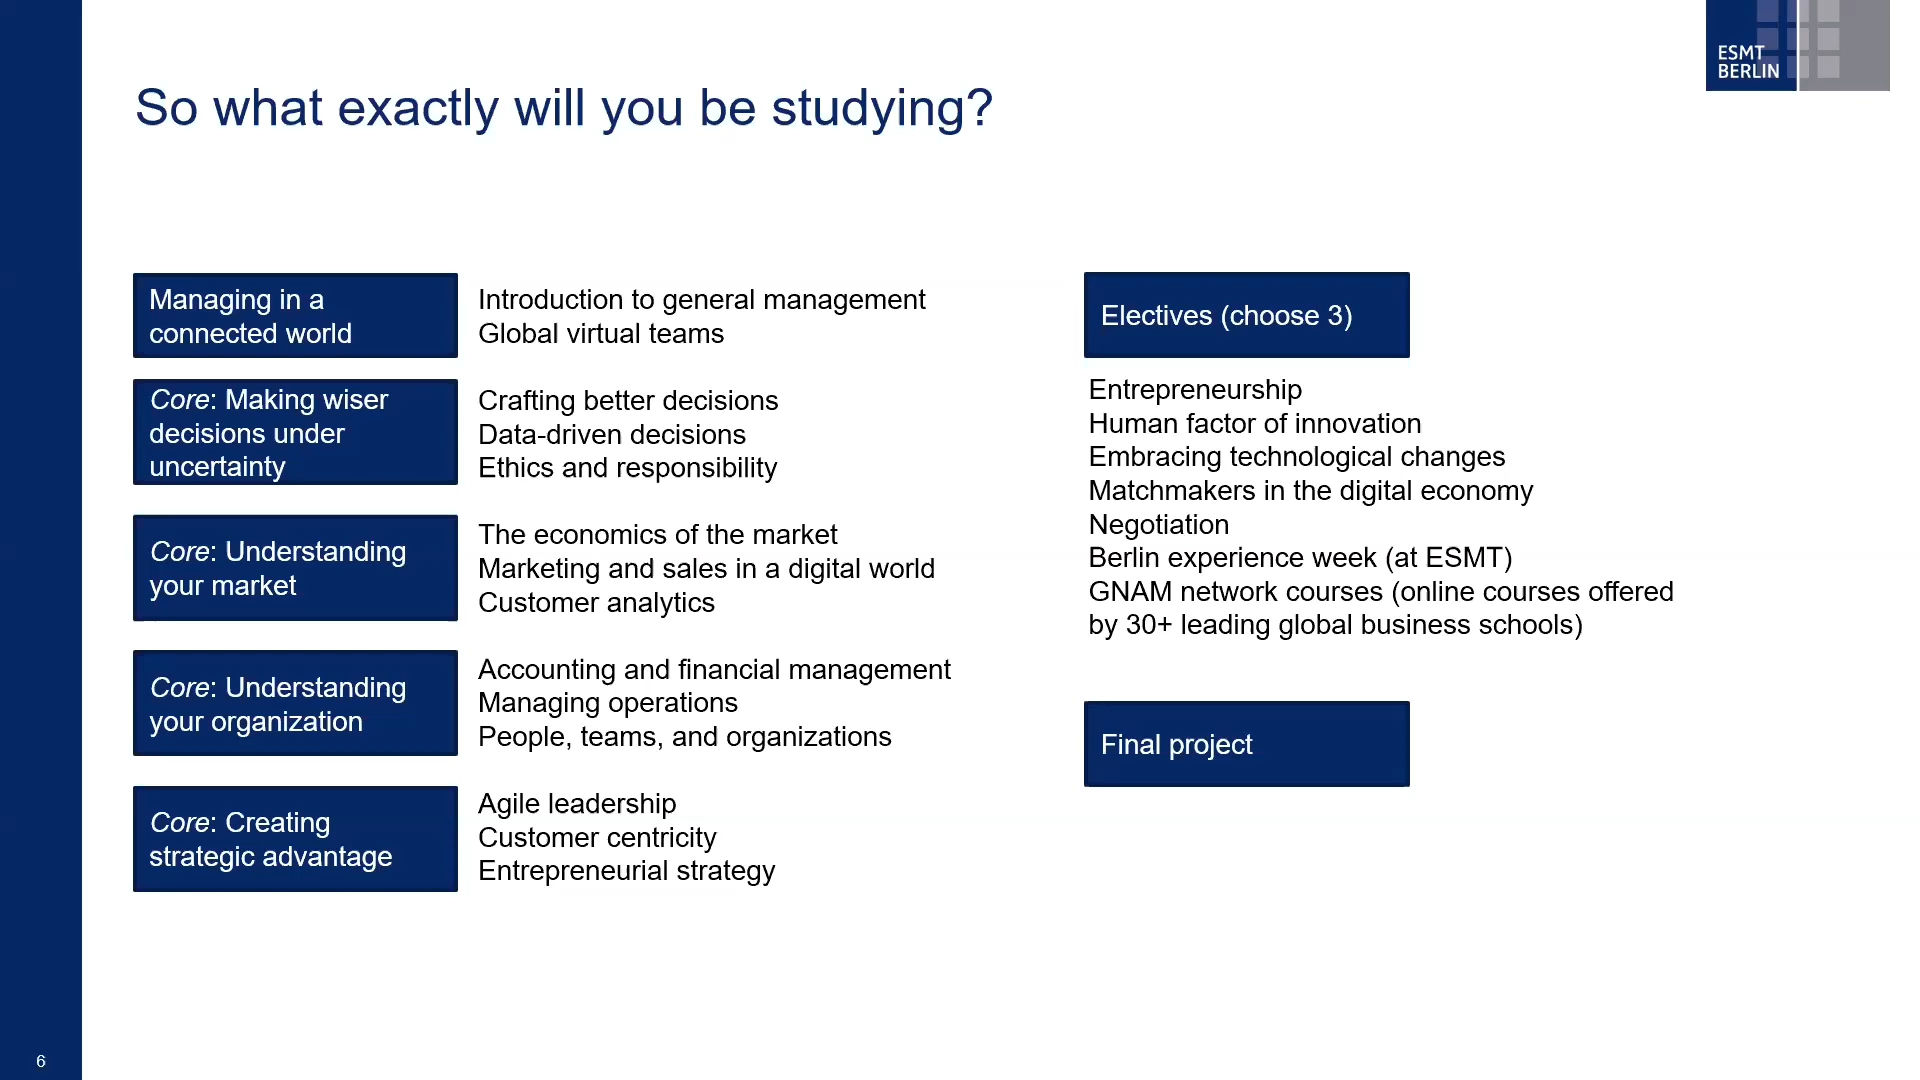 ESMT
BERLIN
So what exactly will you be studying?
Managing in a
connected world
Introduction to general management
Global virtual teams
Core: Making wiser
decisions under
uncertainty
Crafting better decisions
Data-driven decisions
Ethics and responsibility
Core: Understanding
your market
The economics of the market
Marketing and sales in a digital world
Customer analytics
Core: Understanding
your organization
Accounting and financial management
Managing operations
People, teams, and organizations
Core: Creating
strategic advantage
Agile leadership
Customer centricity
Entrepreneurial strategy
Electives (choose 3)
Entrepreneurship
Human factor of innovation
Embracing technological changes
Matchmakers in the digital economy
Negotiation
Berlin experience week (at ESMT)
GNAM network courses (online courses offered
by 30+ leading global business schools)
Final project
6